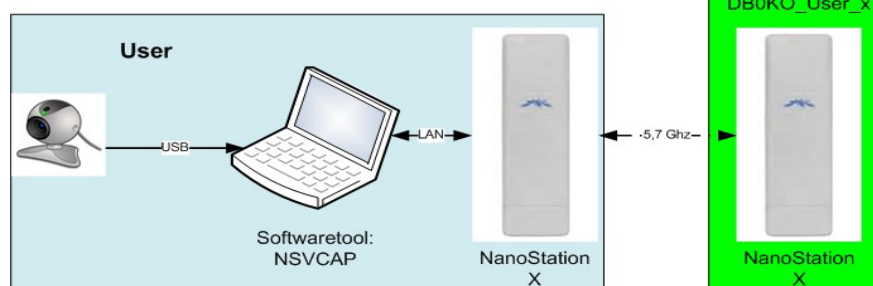 DB0KO_User_x
User
USB
LAN
-5,7 Ghz-
Softwaretool:
NSVCAP
NanoStation
X
NanoStation
X